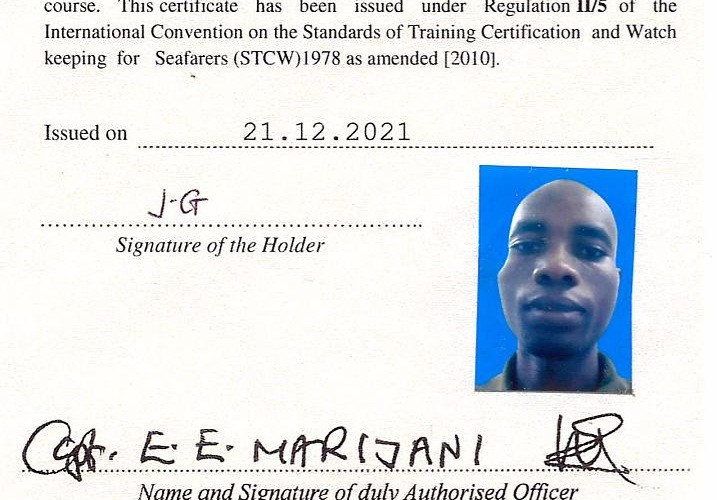 course. This certificate has been issued under Regulation II/5 of the
International Convention on the Standards of Training Certification and Watch
keeping for Seafarers (STCW)1978 as amended [2010].
Issued on 21.12.2021
J-G
Signature of the Holder
Capt. E. E. MARIJANI
Name and Signature of duly Authorised Officer